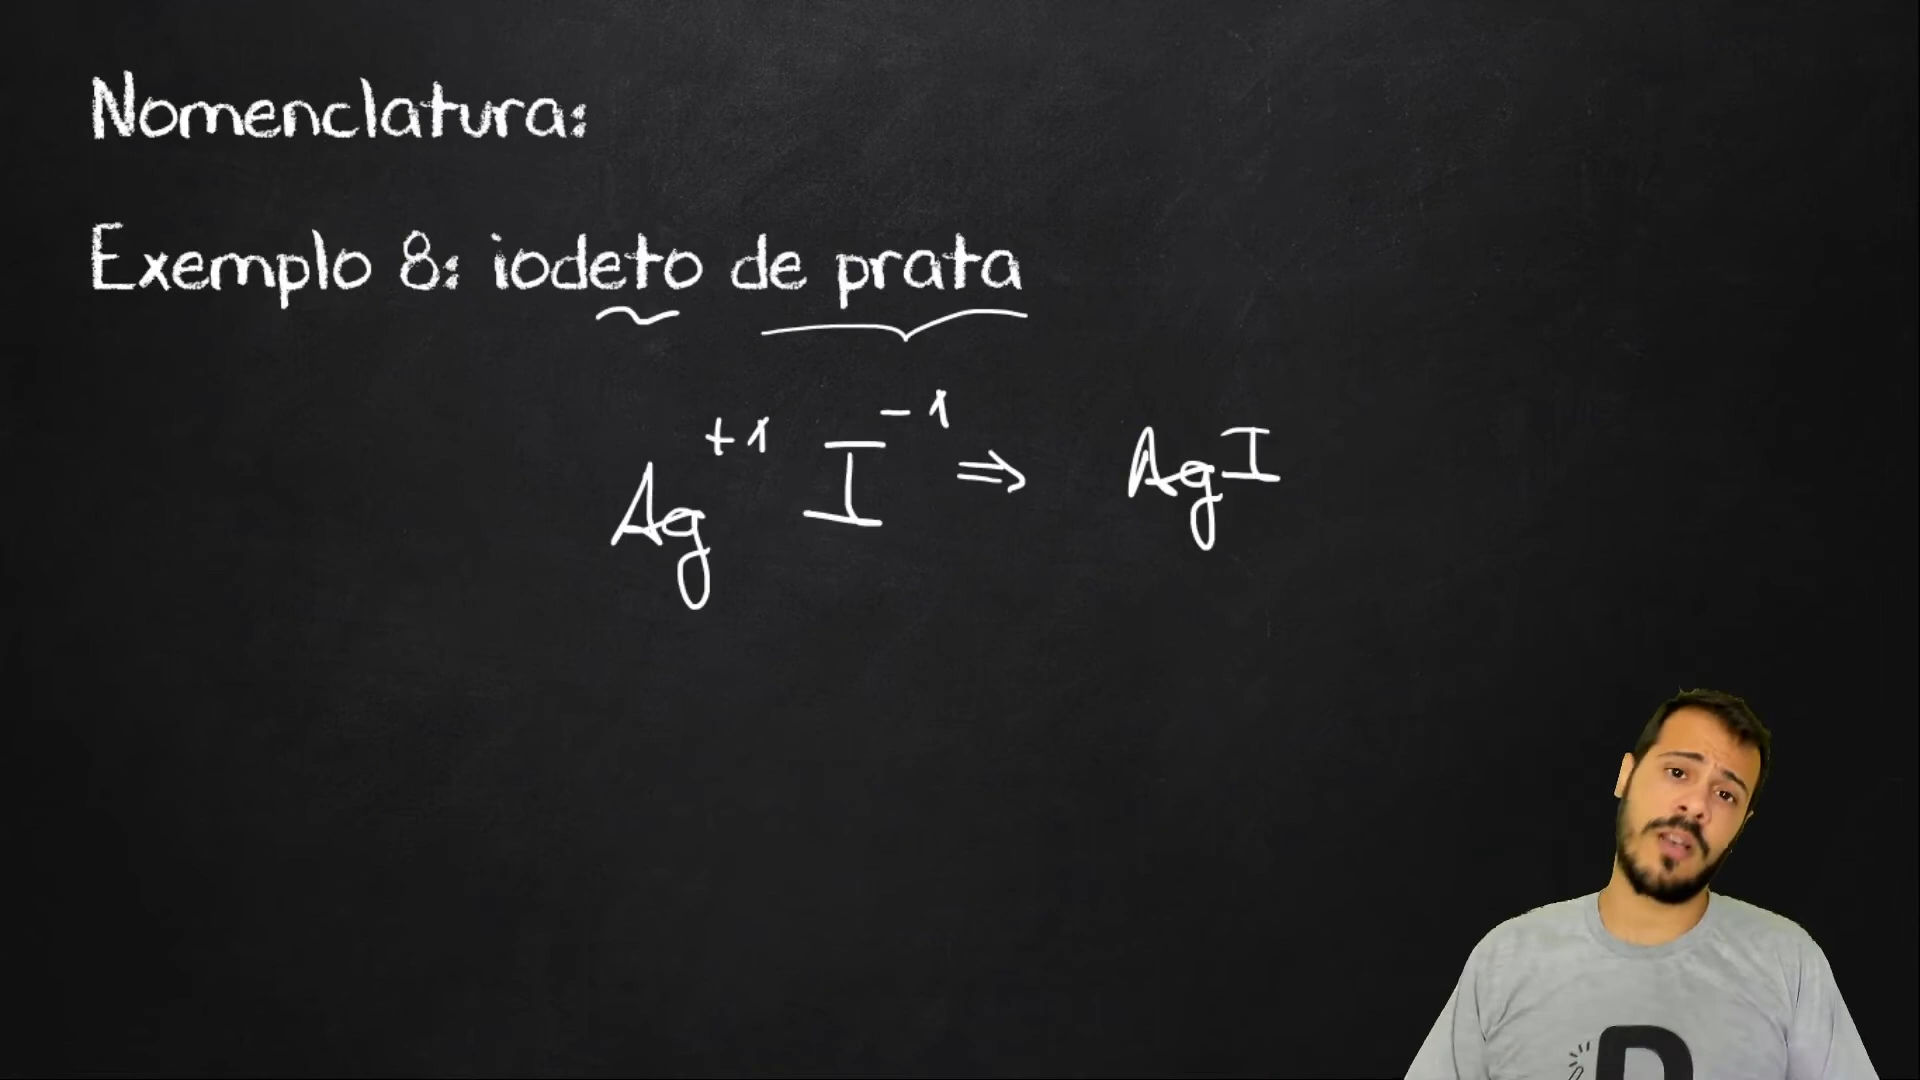 Nomenclatura:
Exemplo 8: iodeto de prata
Ag⁺¹ I⁻¹ ⇒ AgI